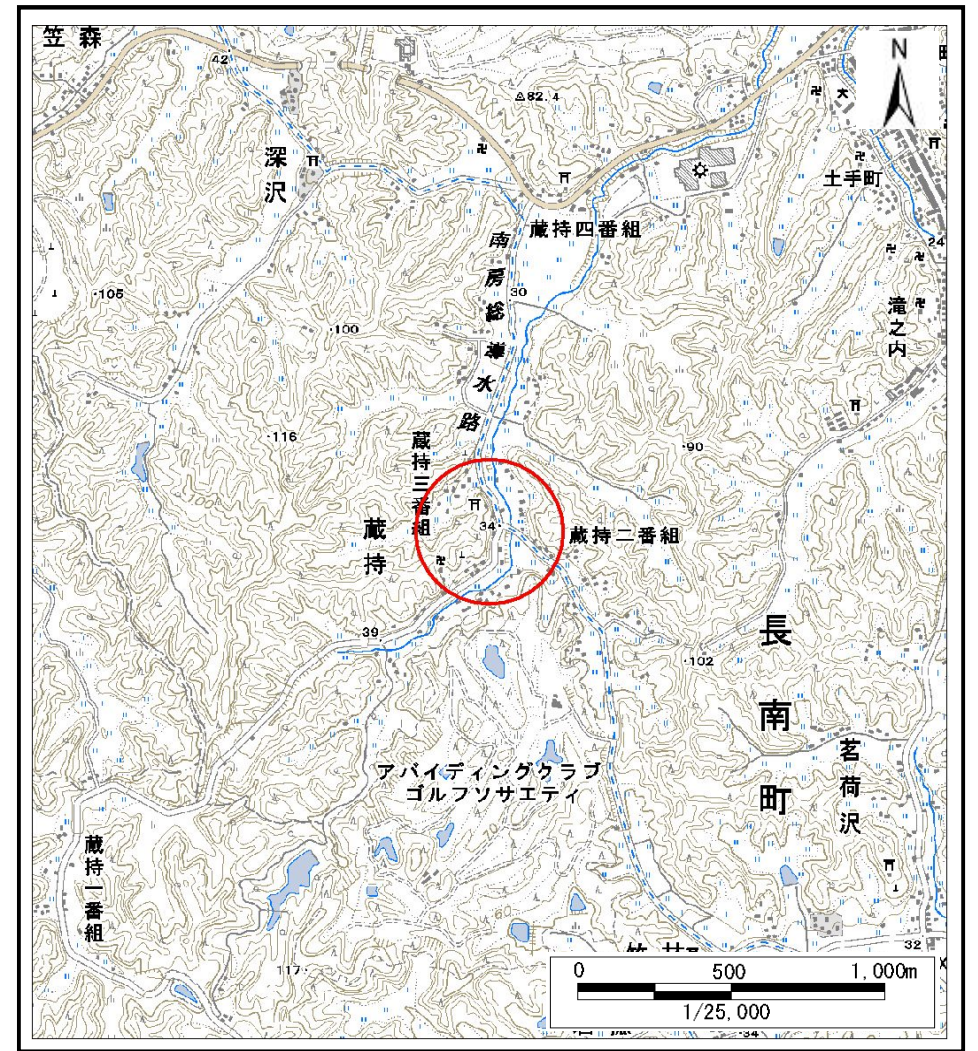 笠森
42
82.4
N
深沢
土手町
蔵持四番組
24
南房総導水路
30
滝之内
105
100
116
90
蔵持三番組
蔵持
34
蔵持二番組
39
102
長南町
茗荷沢
アバイディングクラブ
ゴルフソサエティ
蔵持一番組
60
117
32
0 500 1,000m
1/25,000
34